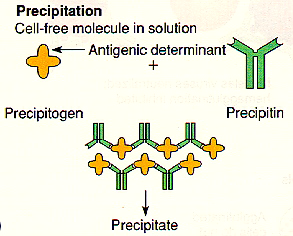 Precipitation
Cell-free molecule in solution
Antigenic determinant
+
Precipitogen
Precipitin
Precipitate